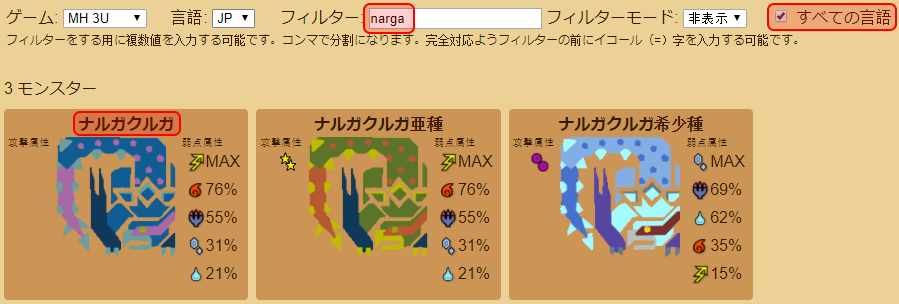 ゲーム: MH 3U 言語: JP フィルター: narga フィルターモード: 非表示 すべての言語
フィルターをする用に複数値を入力する可能です。コンマで分割になります。完全対応ようフィルターの前にイコール（=）字を入力する可能です。
3 モンスター
ナルガクルガ
攻撃属性
弱点属性
MAX
76%
55%
31%
21%
ナルガクルガ亜種
攻撃属性
弱点属性
MAX
76%
55%
31%
21%
ナルガクルガ希少種
攻撃属性
弱点属性
MAX
69%
62%
35%
15%